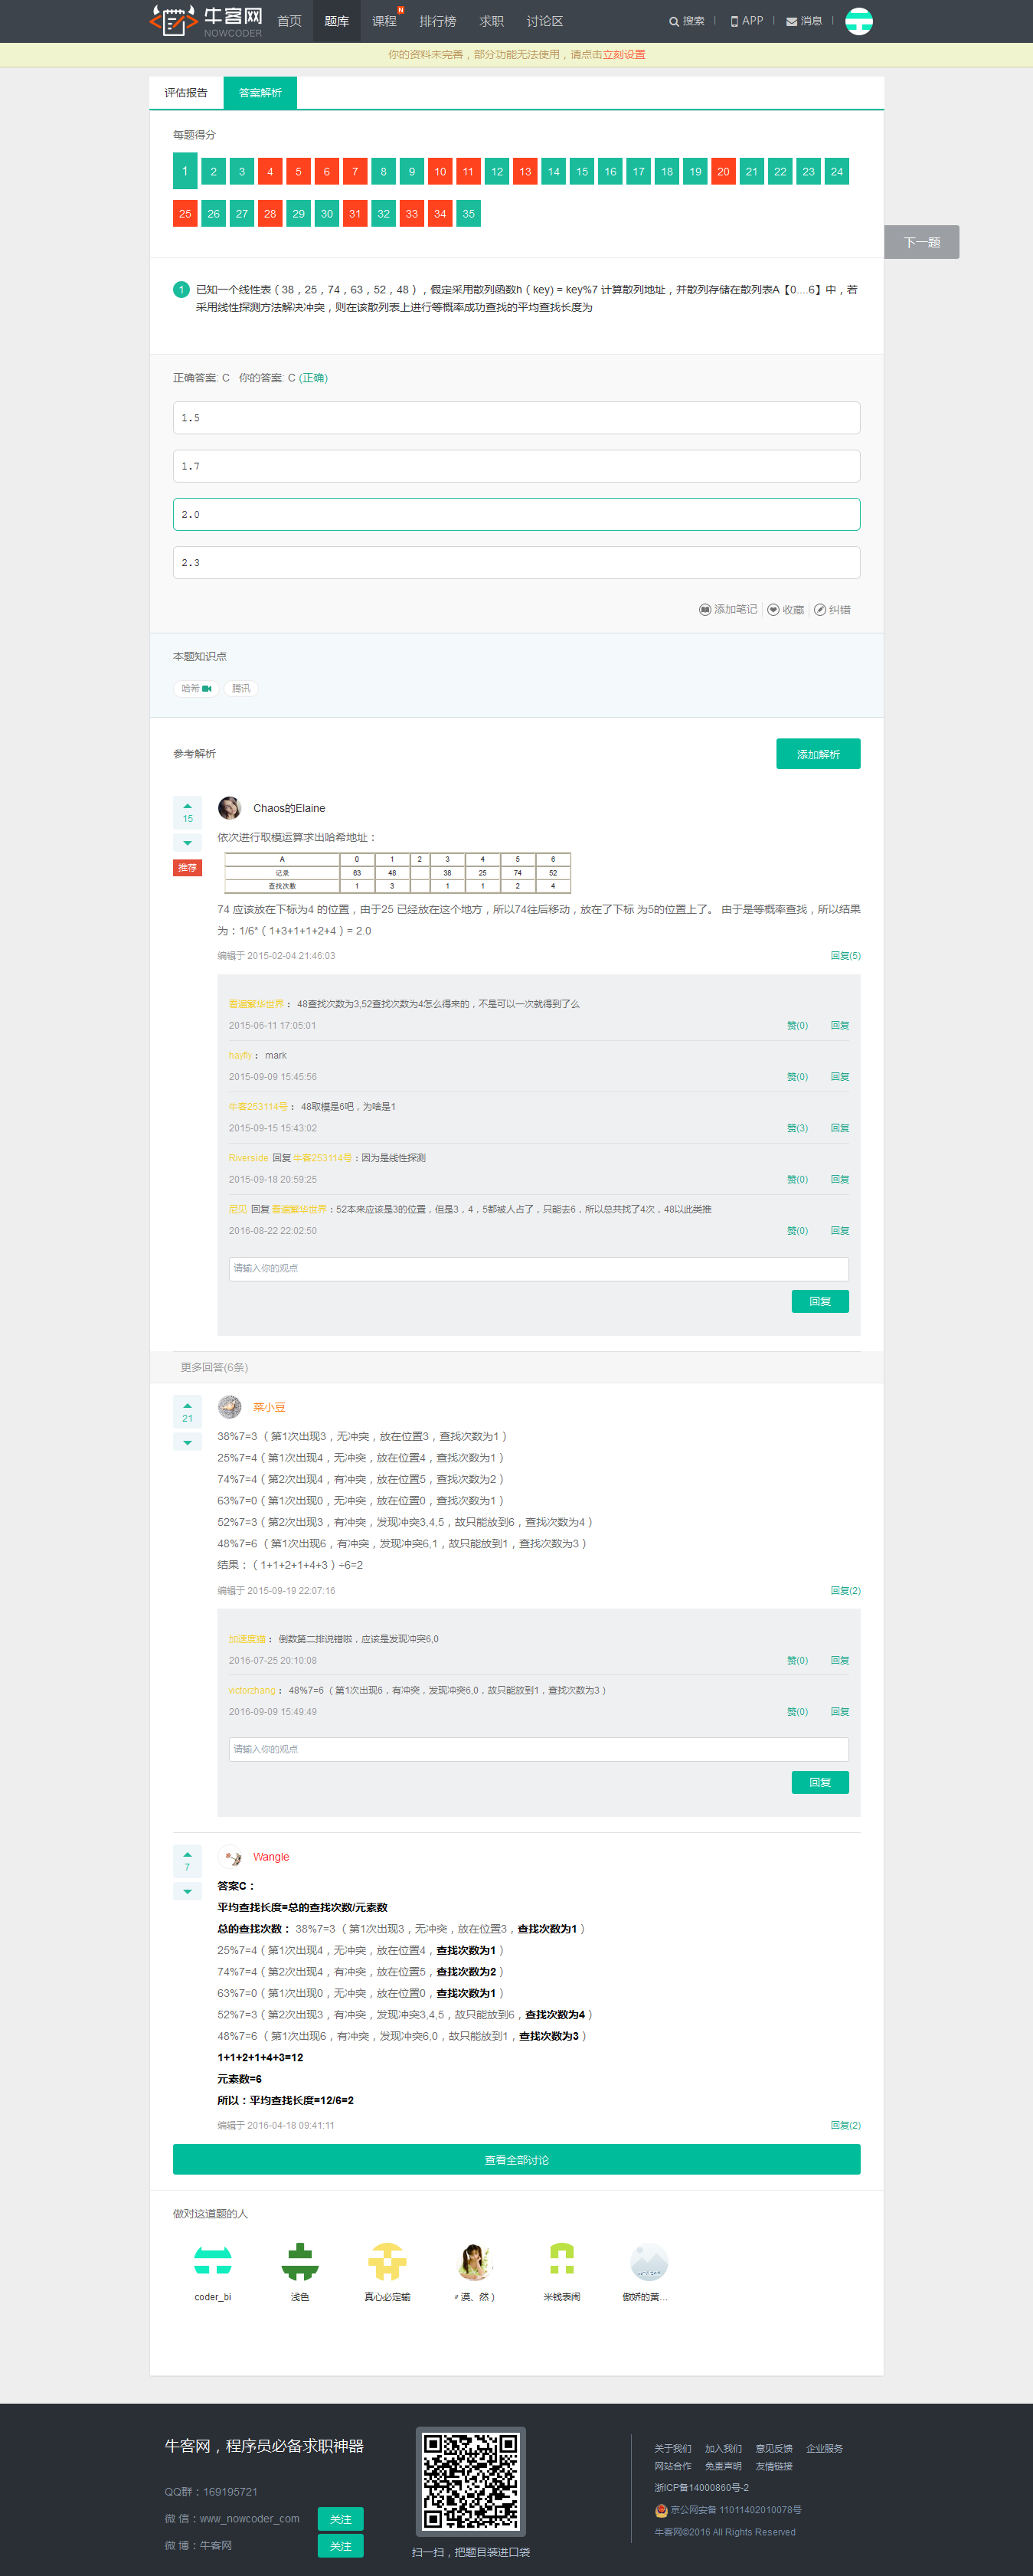 牛客网
NOWCODER
首页 题库 课程 N 排行榜 求职 讨论区 搜索 APP 消息
你的资料未完善，部分功能无法使用，请点击立刻设置
评估报告 答案解析
每题得分
1 2 3 4 5 6 7 8 9 10 11 12 13 14 15 16 17 18 19 20 21 22 23 24
25 26 27 28 29 30 31 32 33 34 35
下一题
1 已知一个线性表（38，25，74，63，52，48），假定采用散列函数h（key) = key%7 计算散列地址，并散列存储在散列表A【0....6】中，若
采用线性探测方法解决冲突，则在该散列表上进行等概率成功查找的平均查找长度为
正确答案: C 你的答案: C (正确)
1.5
1.7
2.0
2.3
添加笔记 收藏 纠错
本题知识点
哈希 腾讯
参考解析 添加解析
15
推荐
Chaos的Elaine
依次进行取模运算求出哈希地址：
A 0 1 2 3 4 5 6
记录 63 48 38 25 74 52
查找次数 1 3 1 1 2 4
74 应该放在下标为4 的位置，由于25 已经放在这个地方，所以74往后移动，放在了下标 为5的位置上了。 由于是等概率查找，所以结果
为：1/6*（1+3+1+1+2+4）= 2.0
编辑于 2015-02-04 21:46:03 回复(5)
看遍繁华世界： 48查找次数为3,52查找次数为4怎么得来的，不是可以一次就得到了么
2015-06-11 17:05:01 赞(0) 回复
hayfly： mark
2015-09-09 15:45:56 赞(0) 回复
牛客253114号： 48取模是6吧，为啥是1
2015-09-15 15:43:02 赞(3) 回复
Riverside 回复 牛客253114号：因为是线性探测
2015-09-18 20:59:25 赞(0) 回复
尼见 回复 看遍繁华世界：52本来应该是3的位置，但是3，4，5都被人占了，只能去6，所以总共找了4次，48以此类推
2016-08-22 22:02:50 赞(0) 回复
请输入你的观点
回复
更多回答(6条)
21
菜小豆
38%7=3 （第1次出现3，无冲突，放在位置3，查找次数为1）
25%7=4（第1次出现4，无冲突，放在位置4，查找次数为1）
74%7=4（第2次出现4，有冲突，放在位置5，查找次数为2）
63%7=0（第1次出现0，无冲突，放在位置0，查找次数为1）
52%7=3（第2次出现3，有冲突，发现冲突3,4,5，故只能放到6，查找次数为4）
48%7=6 （第1次出现6，有冲突，发现冲突6,1，故只能放到1，查找次数为3）
结果：（1+1+2+1+4+3）÷6=2
编辑于 2015-09-19 22:07:16 回复(2)
加速度猫： 倒数第二排说错啦，应该是发现冲突6,0
2016-07-25 20:10:08 赞(0) 回复
victorzhang： 48%7=6 （第1次出现6，有冲突，发现冲突6,0，故只能放到1，查找次数为3）
2016-09-09 15:49:49 赞(0) 回复
请输入你的观点
回复
7
Wangle
答案C：
平均查找长度=总的查找次数/元素数
总的查找次数： 38%7=3 （第1次出现3，无冲突，放在位置3，查找次数为1）
25%7=4（第1次出现4，无冲突，放在位置4，查找次数为1）
74%7=4（第2次出现4，有冲突，放在位置5，查找次数为2）
63%7=0（第1次出现0，无冲突，放在位置0，查找次数为1）
52%7=3（第2次出现3，有冲突，发现冲突3,4,5，故只能放到6，查找次数为4）
48%7=6 （第1次出现6，有冲突，发现冲突6,0，故只能放到1，查找次数为3）
1+1+2+1+4+3=12
元素数=6
所以：平均查找长度=12/6=2
编辑于 2016-04-18 09:41:11 回复(2)
查看全部讨论
做对这道题的人
coder_bi 浅色 真心必定输 〃漠、然） 米钱表闹 傲娇的黄...
牛客网，程序员必备求职神器
QQ群：169195721
微 信：www_nowcoder_com 关注
微 博：牛客网 关注
扫一扫，把题目装进口袋
关于我们 加入我们 意见反馈 企业服务
网站合作 免责声明 友情链接
浙ICP备14000860号-2
京公网安备 11011402010078号
牛客网©2016 All Rights Reserved